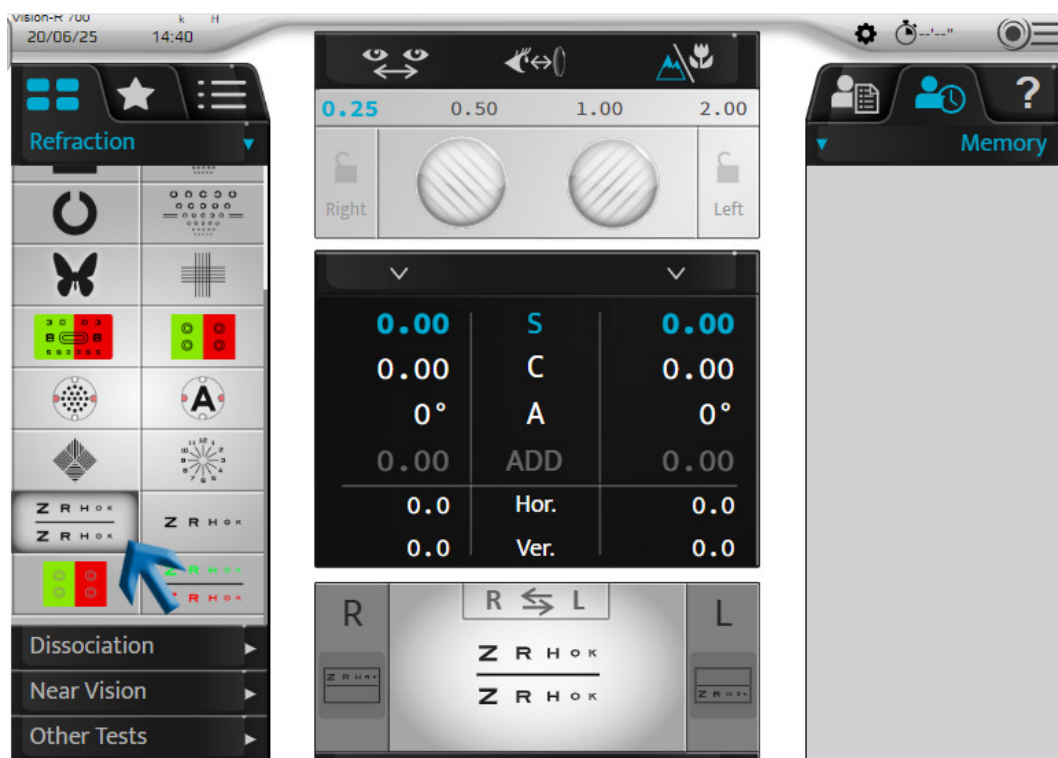 Vision-R 700
k H
20/06/25 14:40
0.25 0.50 1.00 2.00
Right
Left
Refraction
Memory
?
0.00 S 0.00
0.00 C 0.00
0° A 0°
0.00 ADD 0.00
0.0 Hor. 0.0
0.0 Ver. 0.0
A
Z R H O K
Z R H O K
Z R H O K
Z R H O K
R H O K
Dissociation
Near Vision
Other Tests
R
R L
L
Z R H O K
Z R H O K
Z R H O K
Z R H O K